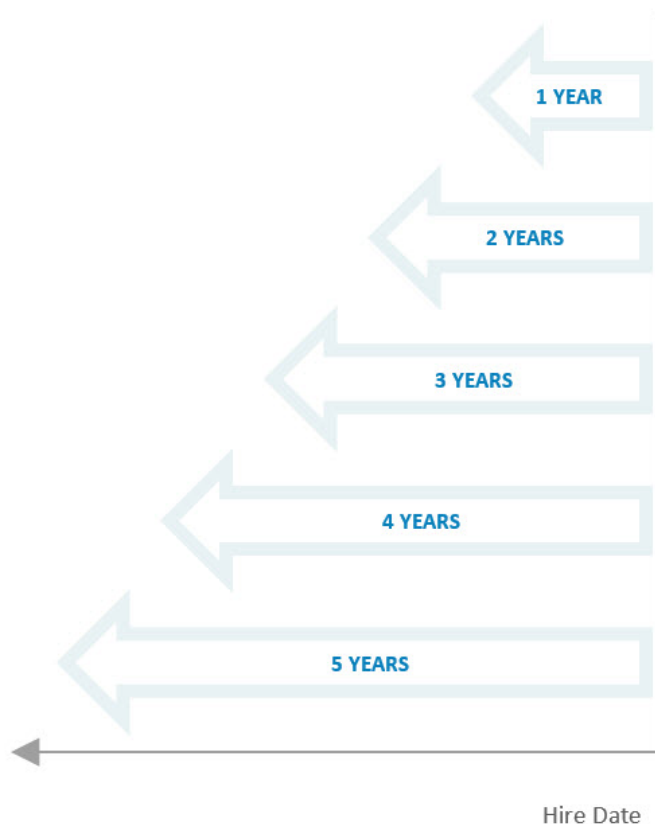 1 YEAR
2 YEARS
3 YEARS
4 YEARS
5 YEARS
Hire Date